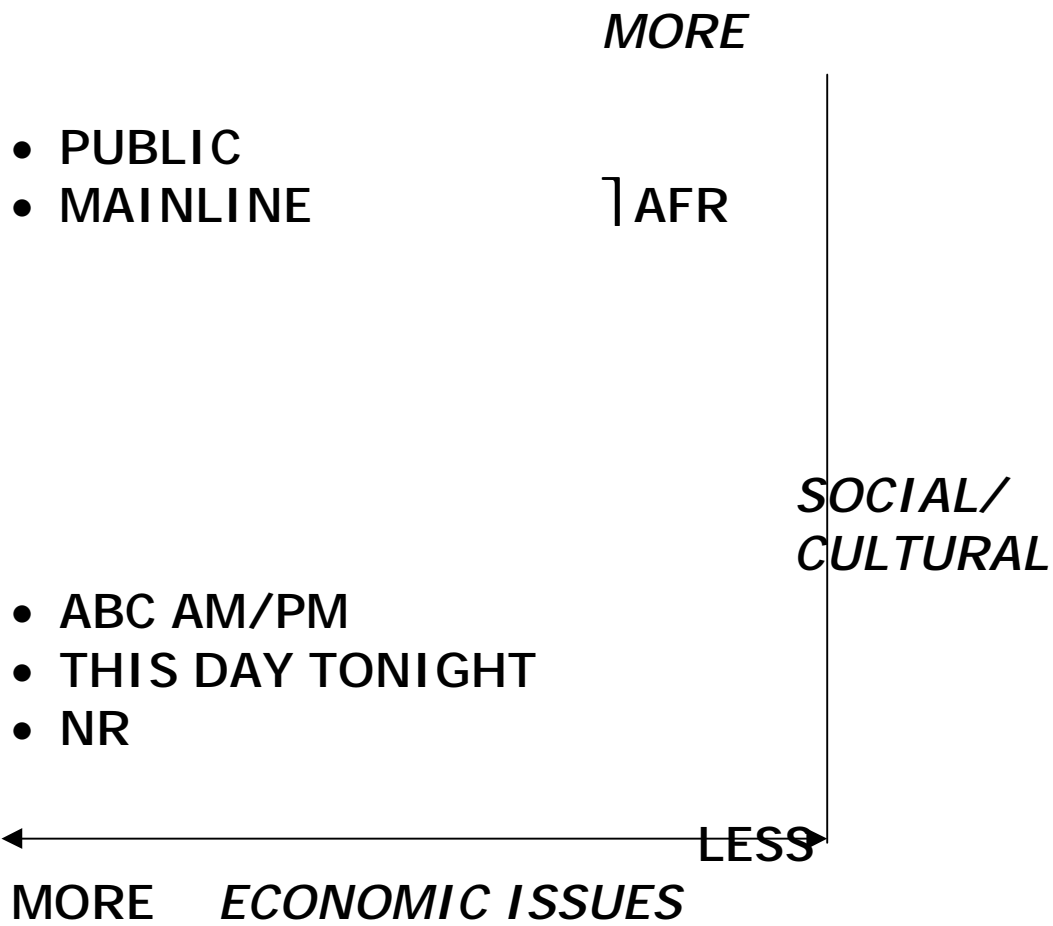 MORE
• PUBLIC
• MAINLINE ⎤ AFR
SOCIAL/
CULTURAL
• ABC AM/PM
• THIS DAY TONIGHT
• NR
LESS
MORE ECONOMIC ISSUES